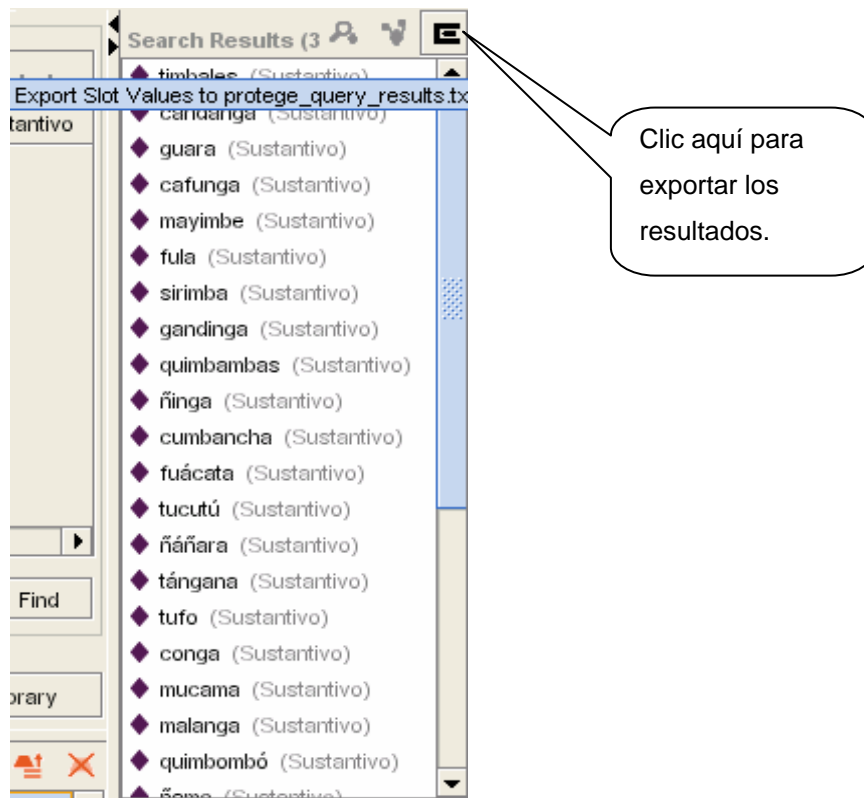 Search Results (3
timbales (Sustantivo)
Export Slot Values to protege_query_results.tx
tantivo
candanga (Sustantivo)
guara (Sustantivo)
cafunga (Sustantivo)
mayimbe (Sustantivo)
fula (Sustantivo)
sirimba (Sustantivo)
gandinga (Sustantivo)
quimbambas (Sustantivo)
ñinga (Sustantivo)
cumbancha (Sustantivo)
fuácata (Sustantivo)
tucutú (Sustantivo)
ñáñara (Sustantivo)
tángana (Sustantivo)
Find
tufo (Sustantivo)
conga (Sustantivo)
mucama (Sustantivo)
rary
malanga (Sustantivo)
quimbombó (Sustantivo)
ñame (Sustantivo)
Clic aquí para
exportar los
resultados.